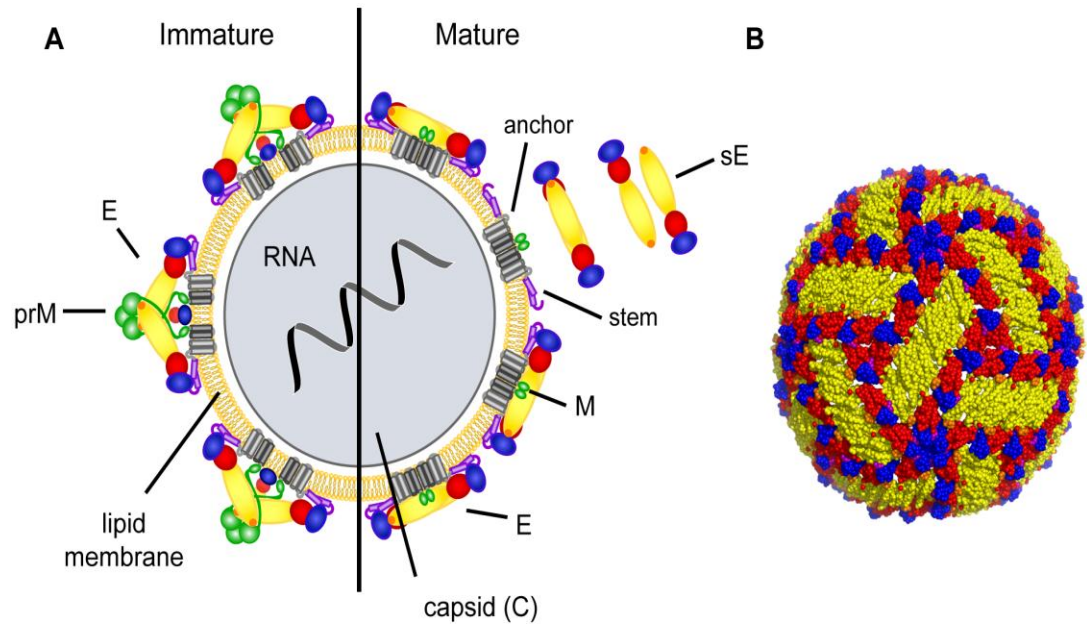 A
Immature
Mature
B
anchor
sE
E
RNA
prM
stem
M
lipid
membrane
E
capsid (C)